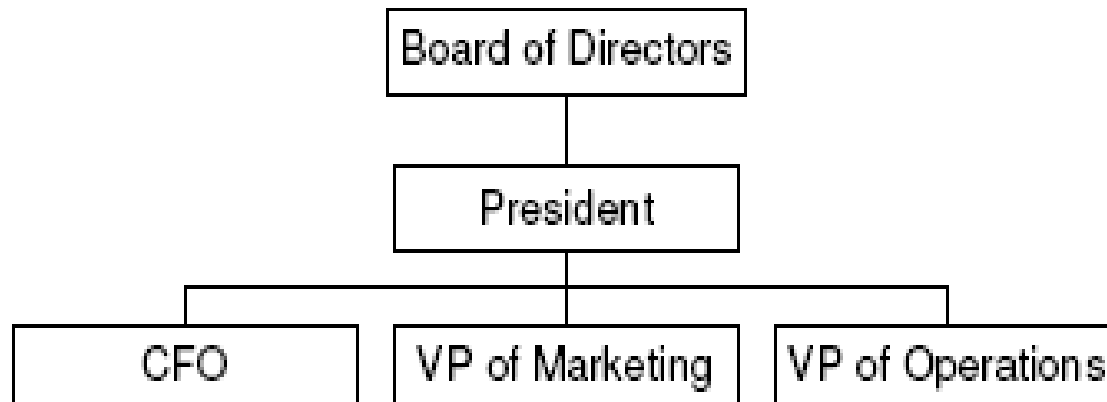 Board of Directors
President
CFO
VP of Marketing
VP of Operations